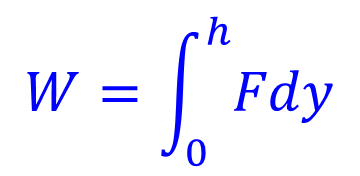 W = ∫₀ʰ Fdy